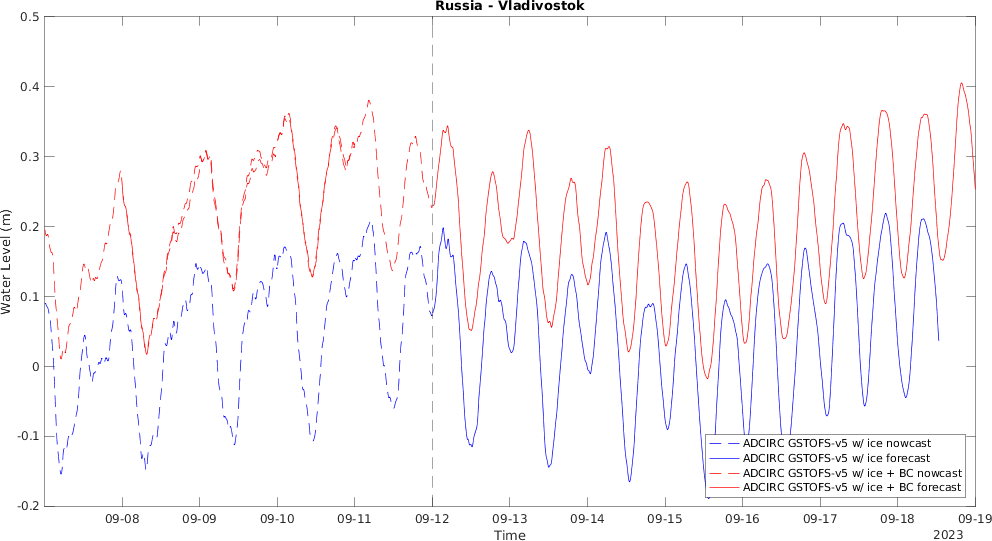 Russia - Vladivostok
0.5
0.4
0.3
0.2
0.1
0
-0.1
-0.2
Water Level (m)
ADCIRC GSTOFS-v5 w/ ice nowcast
ADCIRC GSTOFS-v5 w/ ice forecast
ADCIRC GSTOFS-v5 w/ ice + BC nowcast
ADCIRC GSTOFS-v5 w/ ice + BC forecast
09-08 09-09 09-10 09-11 09-12 09-13 09-14 09-15 09-16 09-17 09-18 09-19
Time
2023